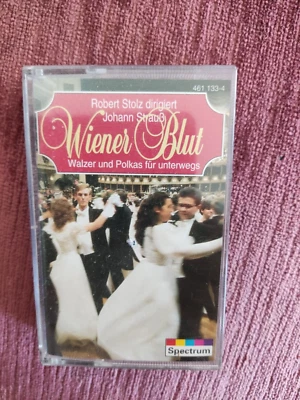 461 133-4
Robert Stolz dirigiert
Johann Strauß
Wiener Blut
Walzer und Polkas für unterwegs
Spectrum